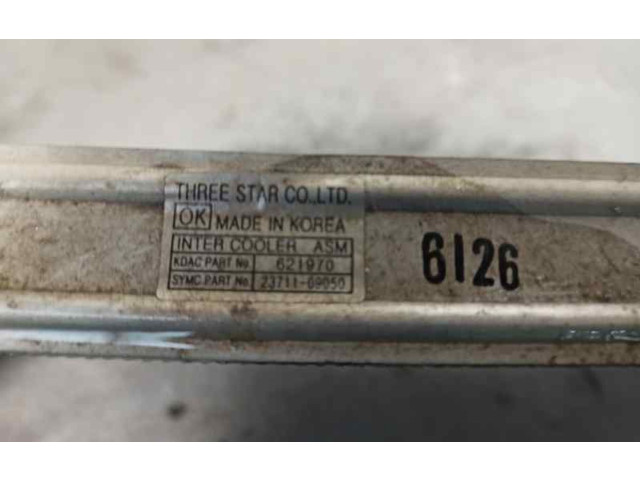 THREE STAR CO.,LTD.
OK MADE IN KOREA
INTER COOLER ASM
KDAC PART No. 621970
SYMC PART No. 23711-09050
6126